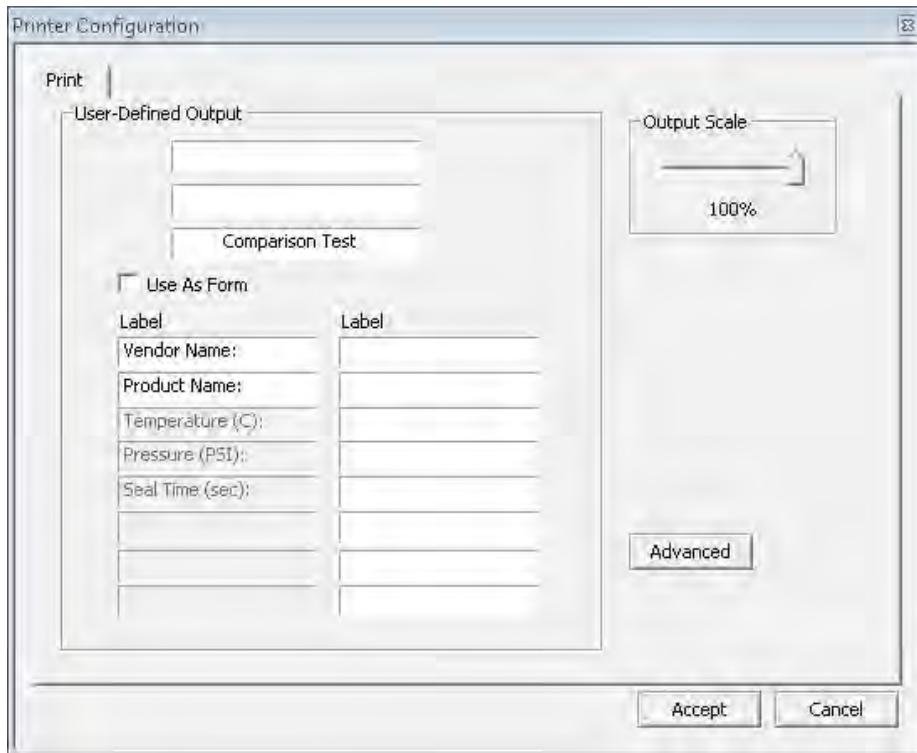 Printer Configuration
Print
User-Defined Output
Output Scale
100%
Comparison Test
Use As Form
Label Label
Vendor Name:
Product Name:
Temperature (C):
Pressure (PSI):
Seal Time (sec):
Advanced
Accept Cancel